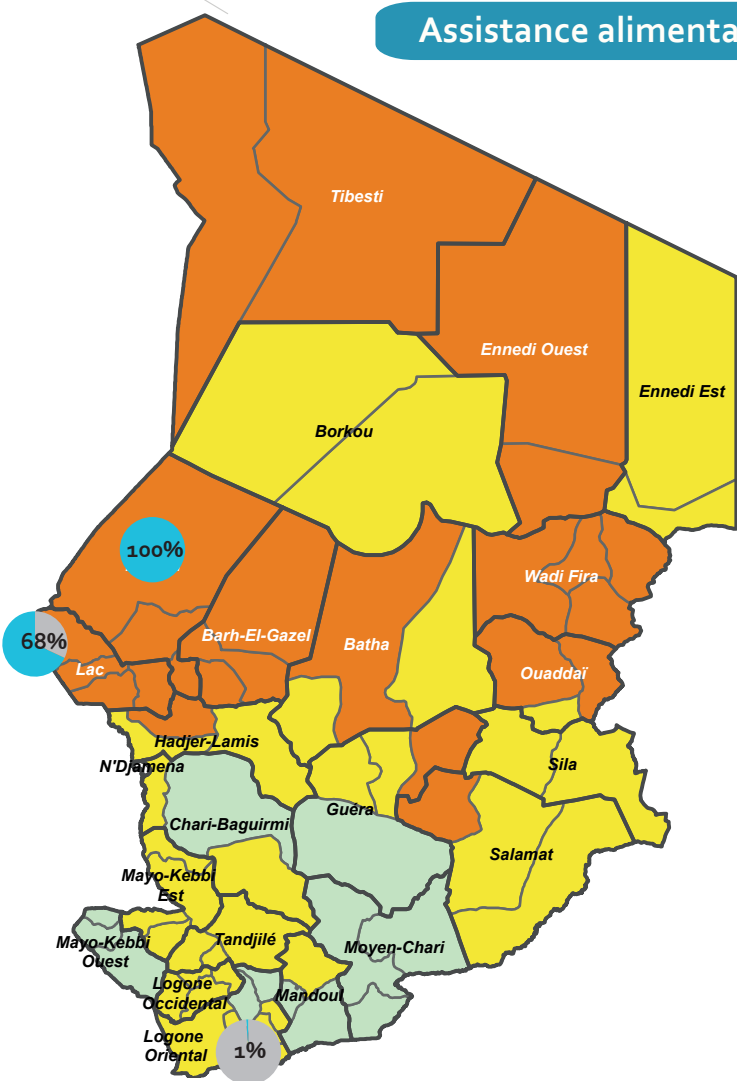 Assistance alimenta
Tibesti
Ennedi Ouest
Ennedi Est
Borkou
100%
Wadi Fira
68%
Barh-El-Gazel
Batha
Lac
Ouaddaï
Hadjer-Lamis
N'Djamena
Sila
Guéra
Chari-Baguirmi
Salamat
Mayo-Kebbi
Est
Tandjilé
Mayo-Kebbi
Ouest
Moyen-Chari
Logone
Occidental
Mandoul
Logone
Oriental
1%